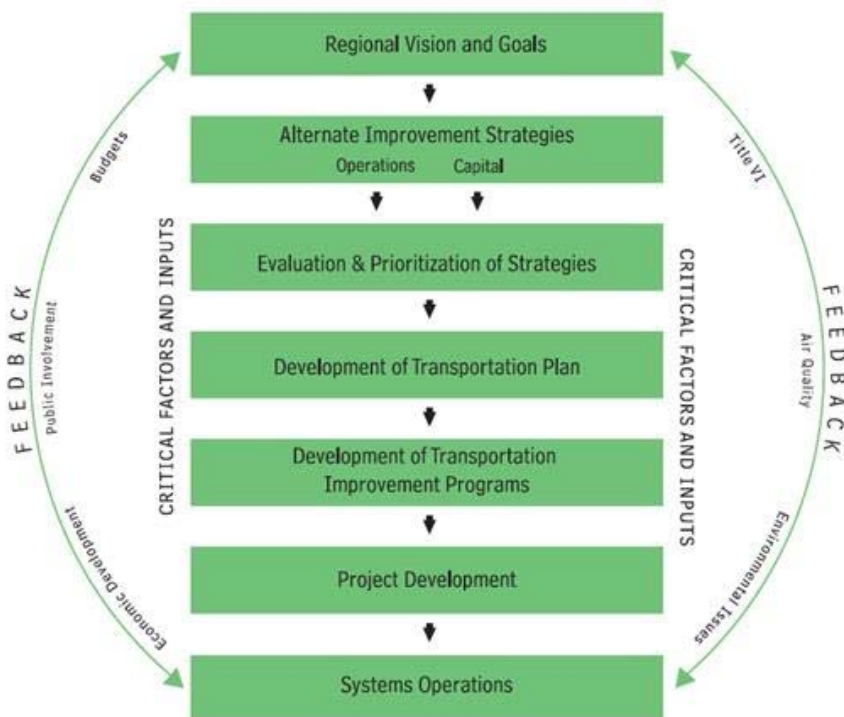 Regional Vision and Goals
Alternate Improvement Strategies
Operations Capital
Evaluation & Prioritization of Strategies
Development of Transportation Plan
Development of Transportation
Improvement Programs
Project Development
Systems Operations
FEEDBACK
Budgets
Public Involvement
Economic Development
CRITICAL FACTORS AND INPUTS
CRITICAL FACTORS AND INPUTS
Title VI
Air Quality
Environmental Issues
FEEDBACK